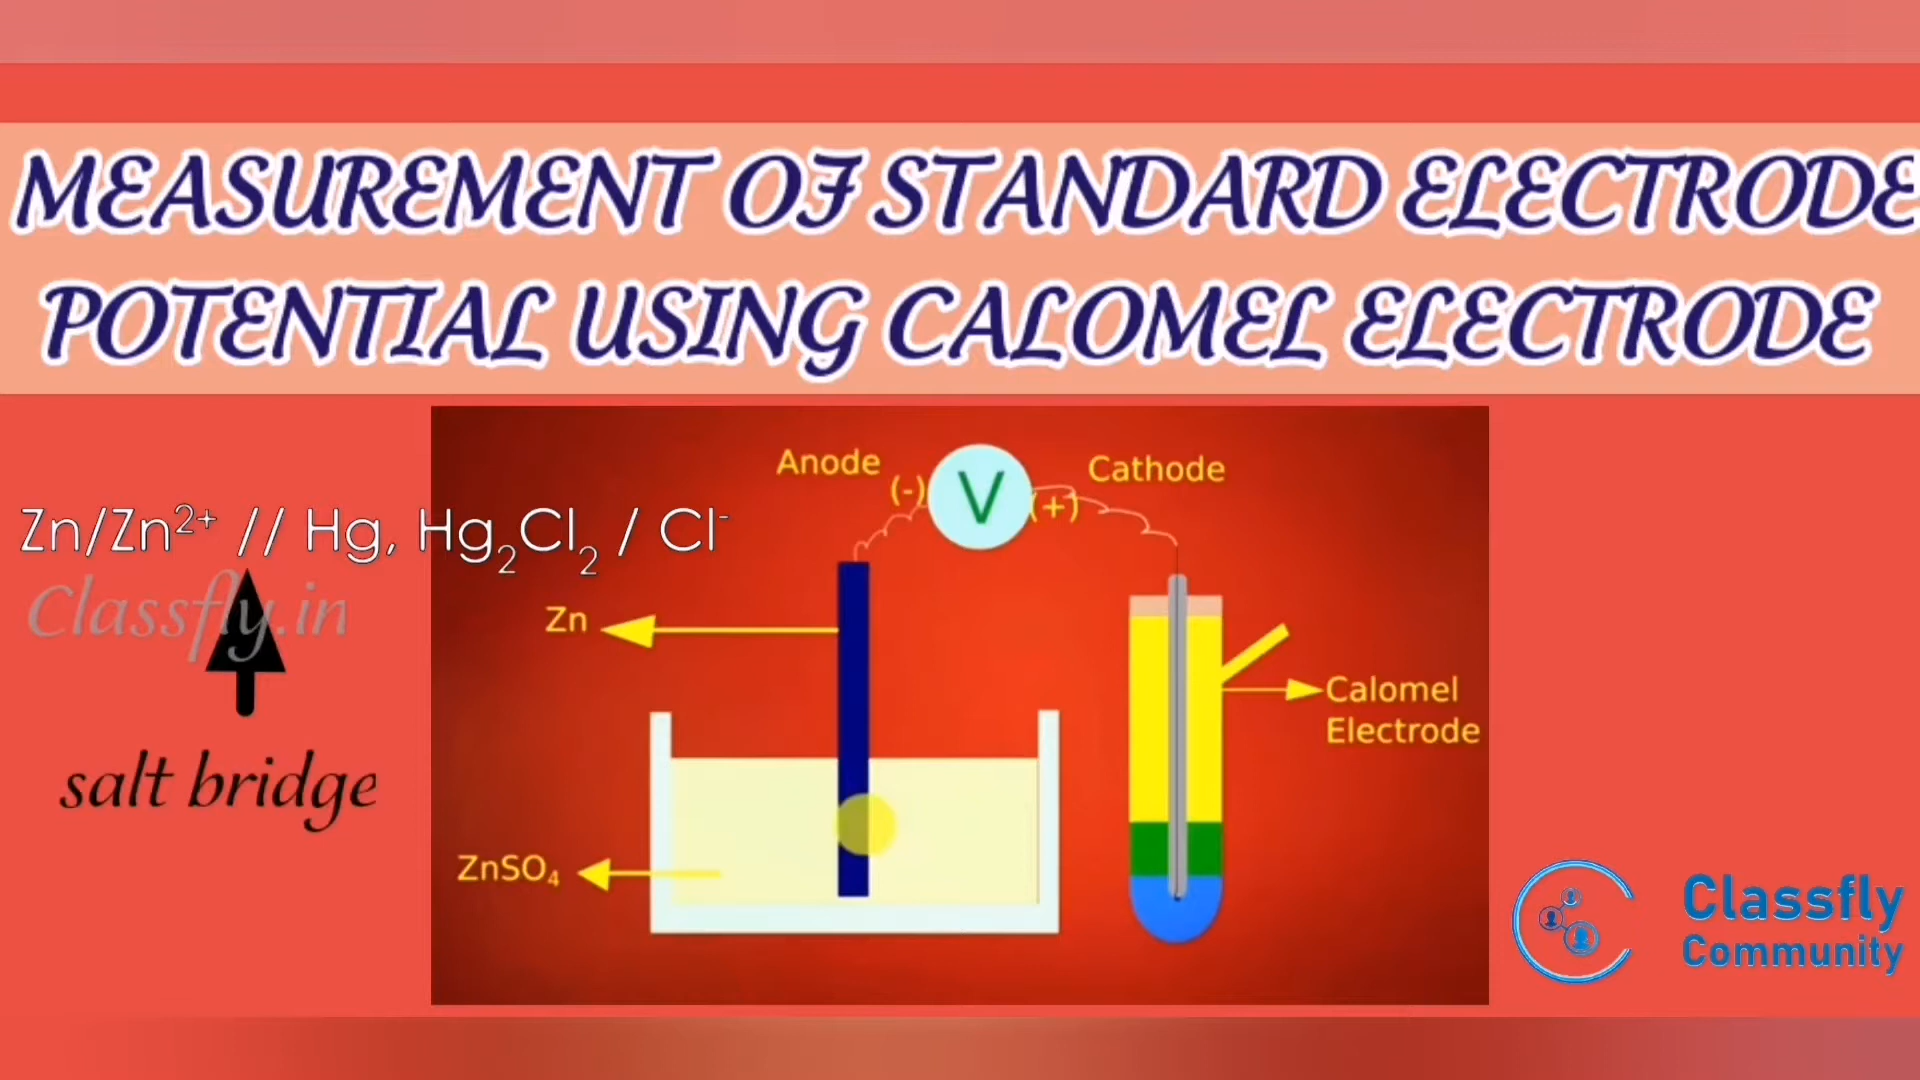 MEASUREMENT OF STANDARD ELECTRODE
POTENTIAL USING CALOMEL ELECTRODE
Anode
Cathode
(-)
V
(+)
Zn/Zn²⁺ // Hg, Hg₂Cl₂ / Cl⁻
Classfly.in
Zn
Calomel
Electrode
salt bridge
ZnSO₄
Classfly
Community